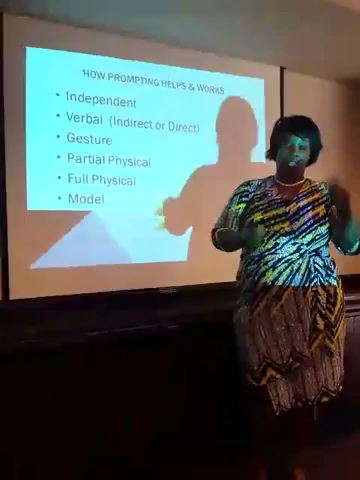 HOW PROMPTING HELPS & WORKS
• Independent
• Verbal (Indirect or Direct)
• Gesture
• Partial Physical
• Full Physical
• Model